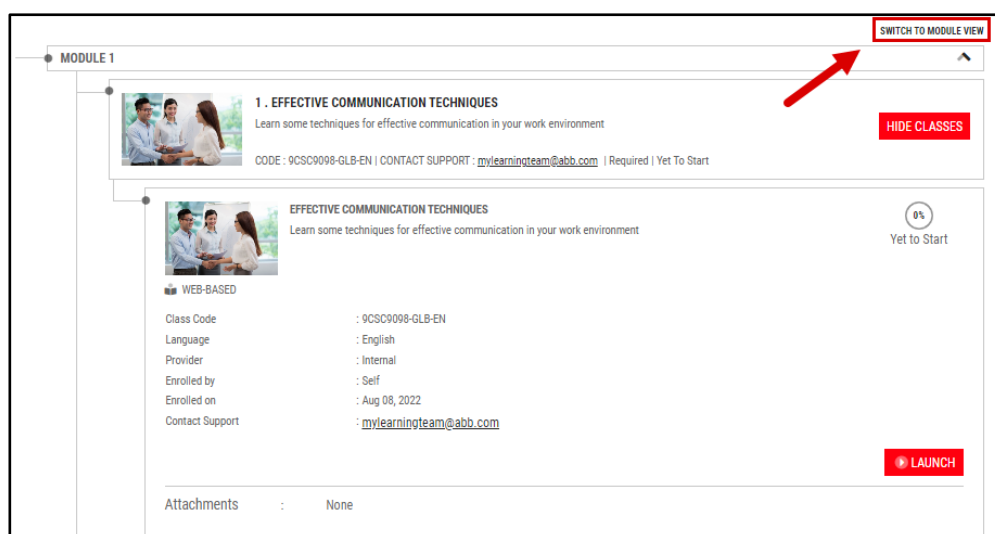 SWITCH TO MODULE VIEW
MODULE 1
1 . EFFECTIVE COMMUNICATION TECHNIQUES
Learn some techniques for effective communication in your work environment
HIDE CLASSES
CODE : 9CSC9098-GLB-EN | CONTACT SUPPORT : mylearningteam@abb.com | Required | Yet To Start
EFFECTIVE COMMUNICATION TECHNIQUES
Learn some techniques for effective communication in your work environment
0%
Yet to Start
WEB-BASED
Class Code : 9CSC9098-GLB-EN
Language : English
Provider : Internal
Enrolled by : Self
Enrolled on : Aug 08, 2022
Contact Support : mylearningteam@abb.com
LAUNCH
Attachments : None